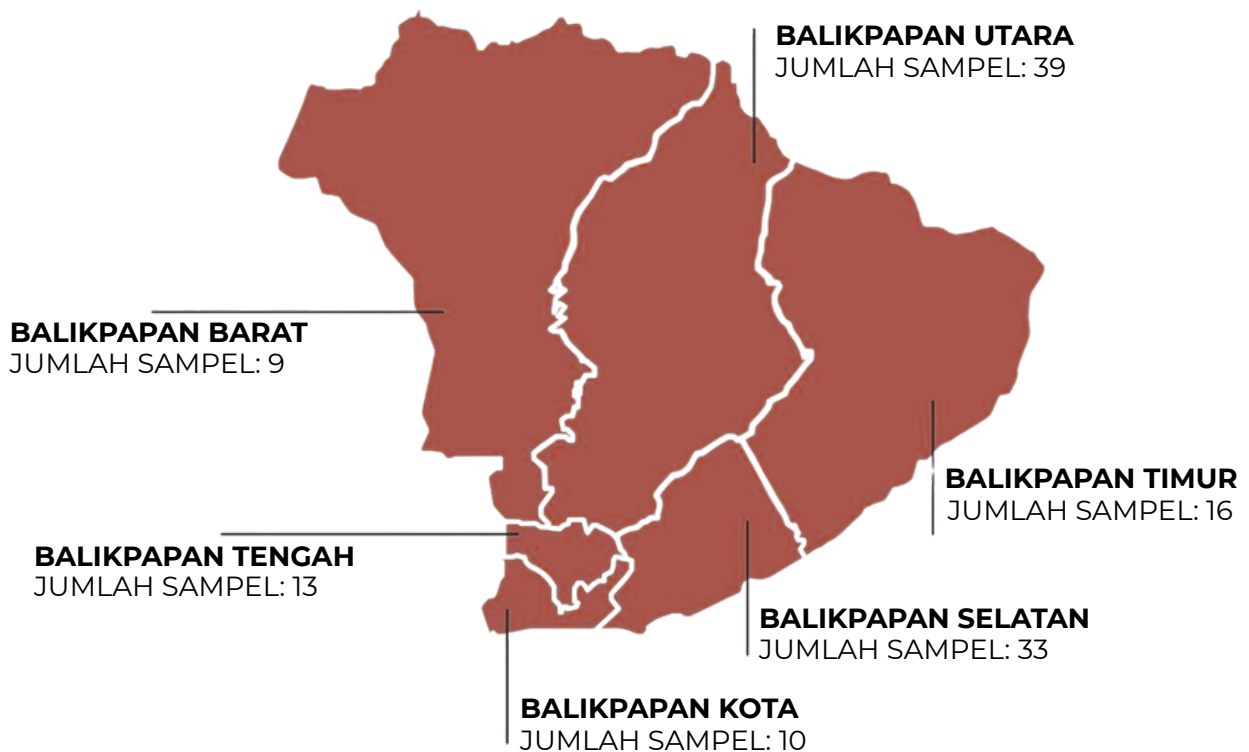 BALIKPAPAN UTARA
JUMLAH SAMPEL: 39
BALIKPAPAN BARAT
JUMLAH SAMPEL: 9
BALIKPAPAN TIMUR
JUMLAH SAMPEL: 16
BALIKPAPAN TENGAH
JUMLAH SAMPEL: 13
BALIKPAPAN SELATAN
JUMLAH SAMPEL: 33
BALIKPAPAN KOTA
JUMLAH SAMPEL: 10